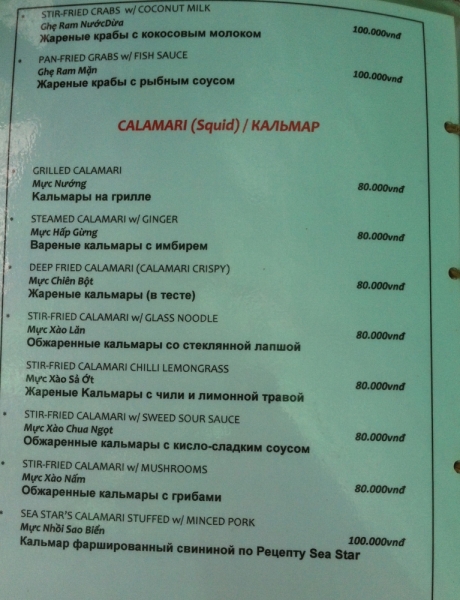 STIR-FRIED CRABS w/ COCONUT MILK
Ghẹ Ram NướcDừa
Жареные крабы с кокосовым молоком 100.000vnđ
PAN-FRIED GRABS w/ FISH SAUCE
Ghẹ Ram Mặn
Жареные крабы с рыбным соусом 100.000vnđ
CALAMARI (Squid) / КАЛЬМАР
GRILLED CALAMARI
Mực Nướng 80.000vnđ
Кальмары на грилле
STEAMED CALAMARI w/ GINGER
Mực Hấp Gừng 80.000vnđ
Вареные кальмары с имбирем
DEEP FRIED CALAMARI (CALAMARI CRISPY)
Mực Chiên Bột 80.000vnđ
Жареные кальмары (в тесте)
STIR-FRIED CALAMARI w/ GLASS NOODLE
Mực Xào Lăn 80.000vnđ
Обжаренные кальмары со стеклянной лапшой
STIR-FRIED CALAMARI CHILLI LEMONGRASS
Mực Xào Sả Ớt 80.000vnđ
Жареные Кальмары с чили и лимонной травой
STIR-FRIED CALAMARI w/ SWEED SOUR SAUCE
Mực Xào Chua Ngọt 80.000vnđ
Обжаренные кальмары с кисло-сладким соусом
STIR-FRIED CALAMARI w/ MUSHROOMS
Mực Xào Nấm
Обжаренные кальмары с грибами 80.000vnđ
SEA STAR'S CALAMARI STUFFED w/ MINCED PORK
Mực Nhồi Sao Biển 100.000vnđ
Кальмар фаршированный свининой по Рецепту Sea Star